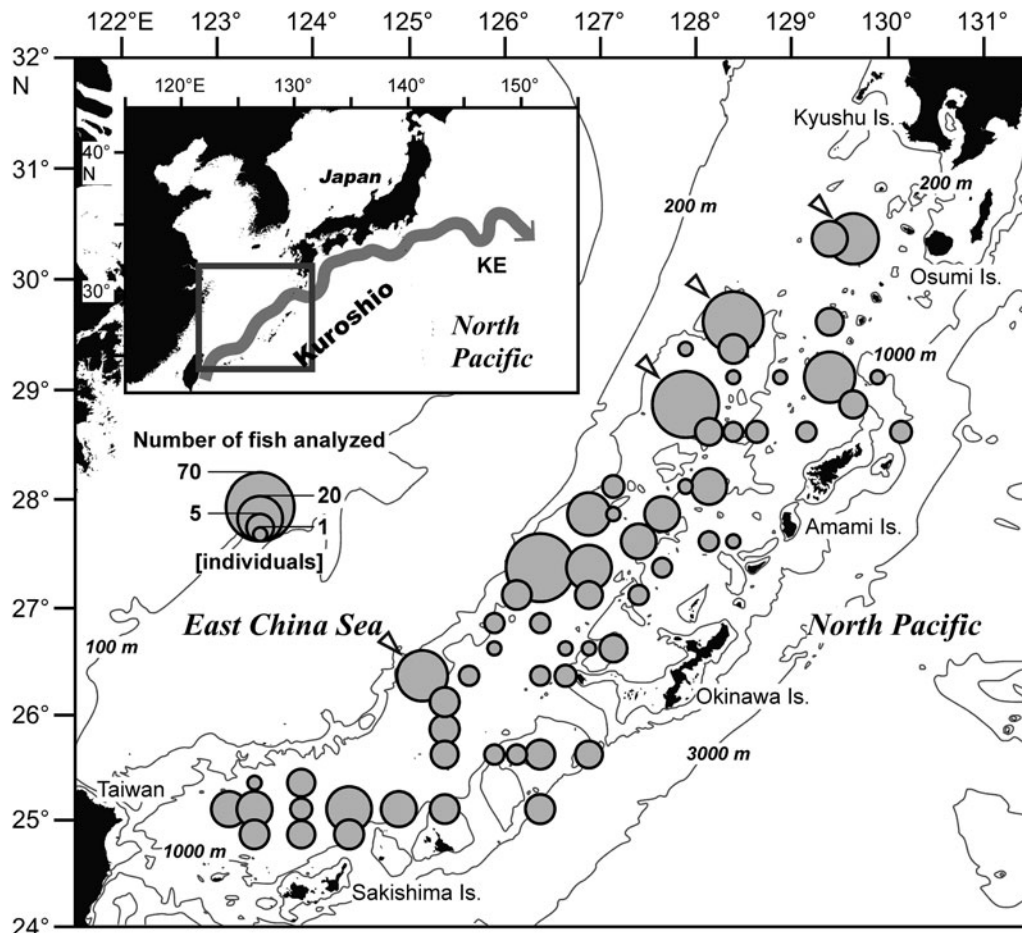 122°E 123° 124° 125° 126° 127° 128° 129° 130° 131°
32°
N
31°
30°
29°
28°
27°
26°
25°
24°
120°E 130° 140° 150°
40°
N
30°
Japan
KE
Kuroshio
North
Pacific
Kyushu Is.
200 m
200 m
Osumi Is.
1000 m
Number of fish analyzed
70
20
5
1
[individuals]
Amami Is.
East China Sea
North Pacific
100 m
Okinawa Is.
3000 m
Taiwan
1000 m
Sakishima Is.